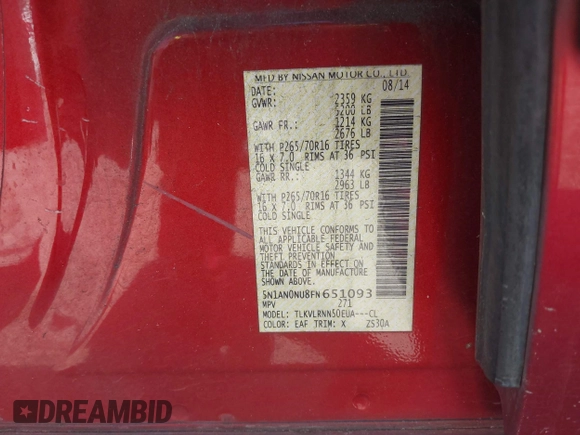 MFD BY NISSAN MOTOR CO., LTD.
DATE: 08/14
GVWR: 2359 KG
5200 LB
GAWR FR.: 1214 KG
2676 LB
WITH P265/70R16 TIRES
16 X 7.0 RIMS AT 36 PSI
COLD SINGLE
GAWR RR.: 1344 KG
2963 LB
WITH P265/70R16 TIRES
16 X 7.0 RIMS AT 36 PSI
COLD SINGLE
THIS VEHICLE CONFORMS TO
ALL APPLICABLE FEDERAL
MOTOR VEHICLE SAFETY AND
THEFT PREVENTION
STANDARDS IN EFFECT ON
THE DATE OF MANUFACTURE
SHOWN ABOVE.
5N1AN0NU8FN651093
MPV 271
MODEL: TLKVLRNN50EUA---CL
COLOR: EAF TRIM: X ZS30A
DREAMBID